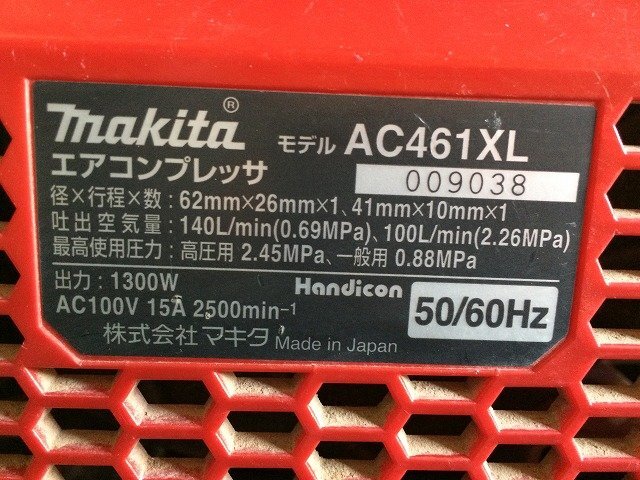 makita® モデル AC461XL
エアコンプレッサ 009038
径×行程×数:62mm×26mm×1、41mm×10mm×1
吐出空気量:140L/min(0.69MPa)、100L/min(2.26MPa)
最高使用圧力:高圧用 2.45MPa、一般用 0.88MPa
出力:1300W Handicon
AC100V 15A 2500min-1 50/60Hz
株式会社 マキタ Made in Japan